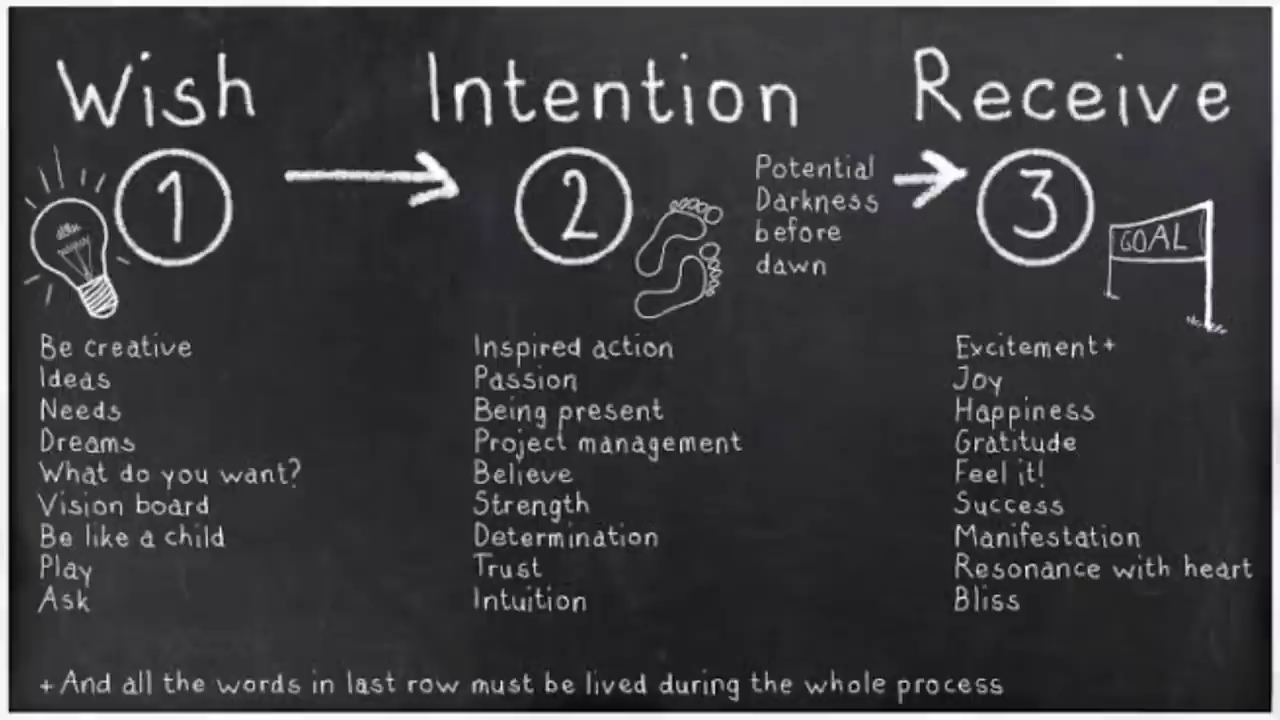 Wish
Intention
Receive
1
2
Potential
Darkness
before
dawn
3
GOAL
Be creative
Ideas
Needs
Dreams
What do you want?
Vision board
Be like a child
Play
Ask
Inspired action
Passion
Being present
Project management
Believe
Strength
Determination
Trust
Intuition
Excitement+
Joy
Happiness
Gratitude
Feel it!
Success
Manifestation
Resonance with heart
Bliss
+ And all the words in last row must be lived during the whole process